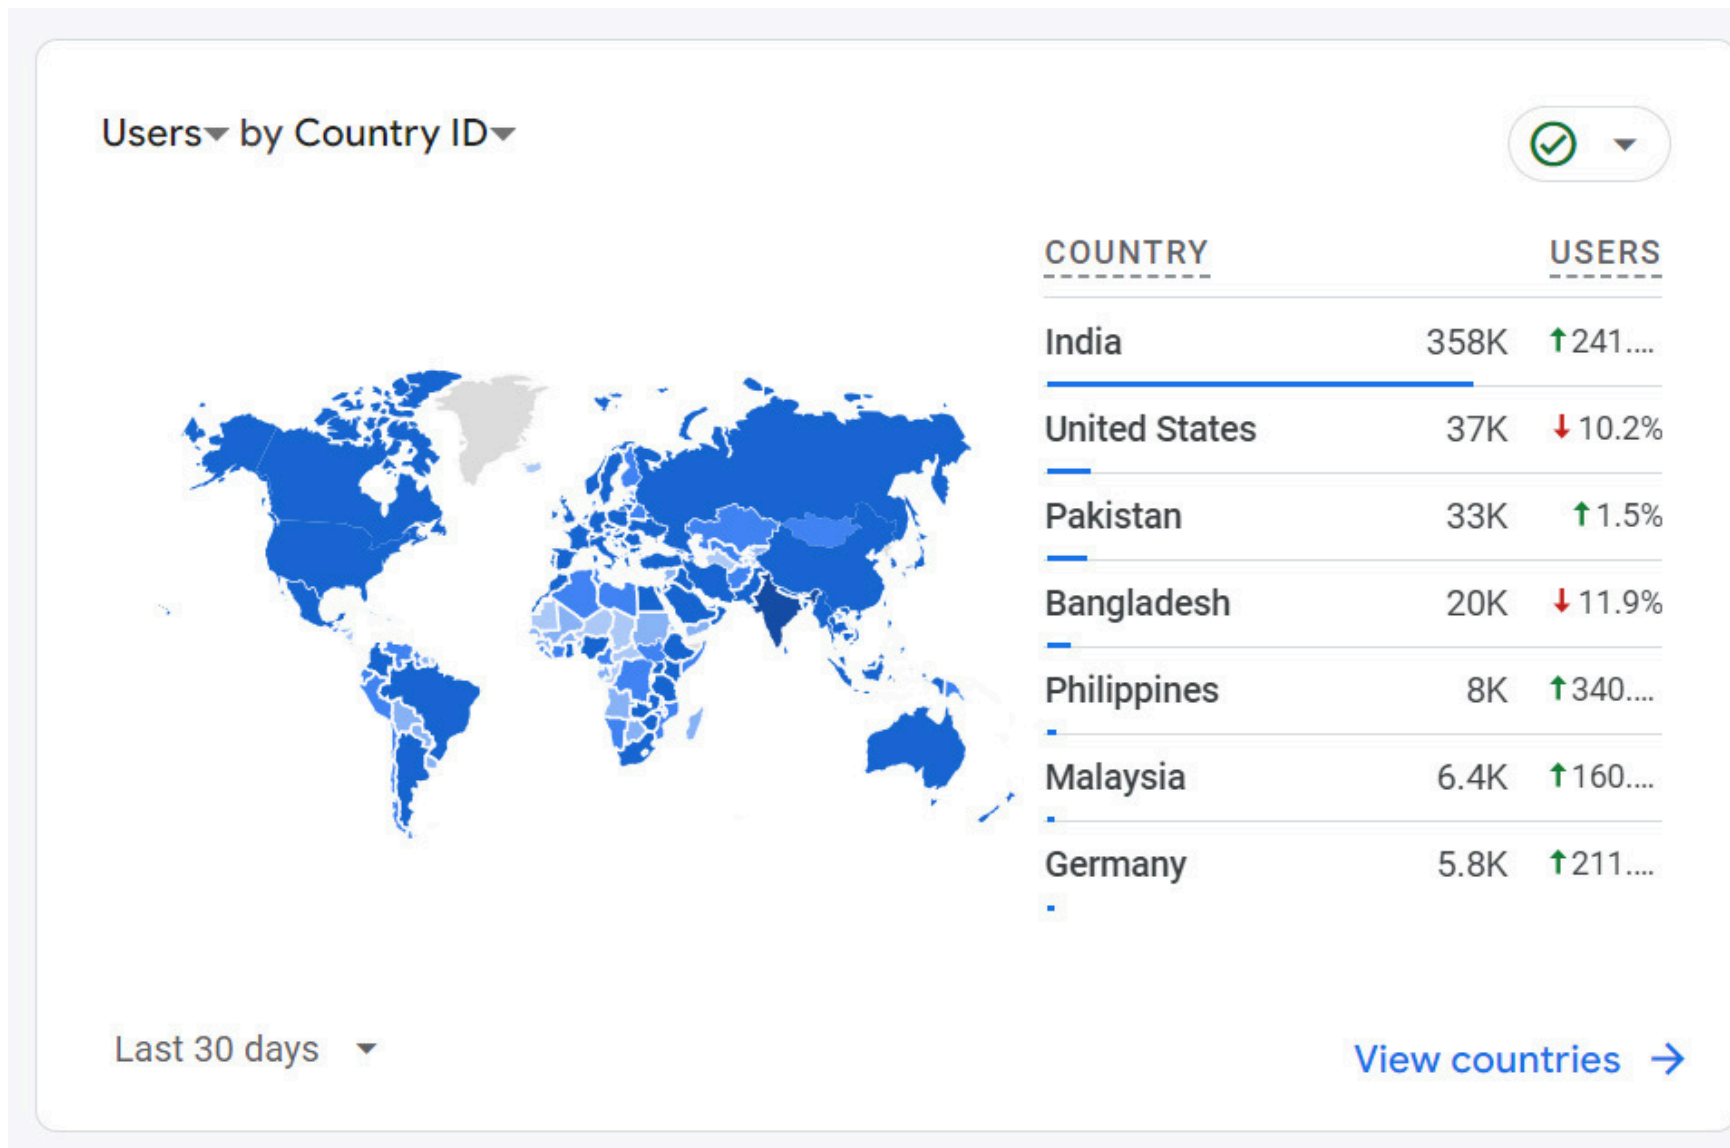 Users by Country ID
COUNTRY USERS
India 358K ↑241....
United States 37K ↓ 10.2%
Pakistan 33K ↑1.5%
Bangladesh 20K ↓ 11.9%
Philippines 8K ↑340....
Malaysia 6.4K ↑160....
Germany 5.8K ↑211....
Last 30 days
View countries →